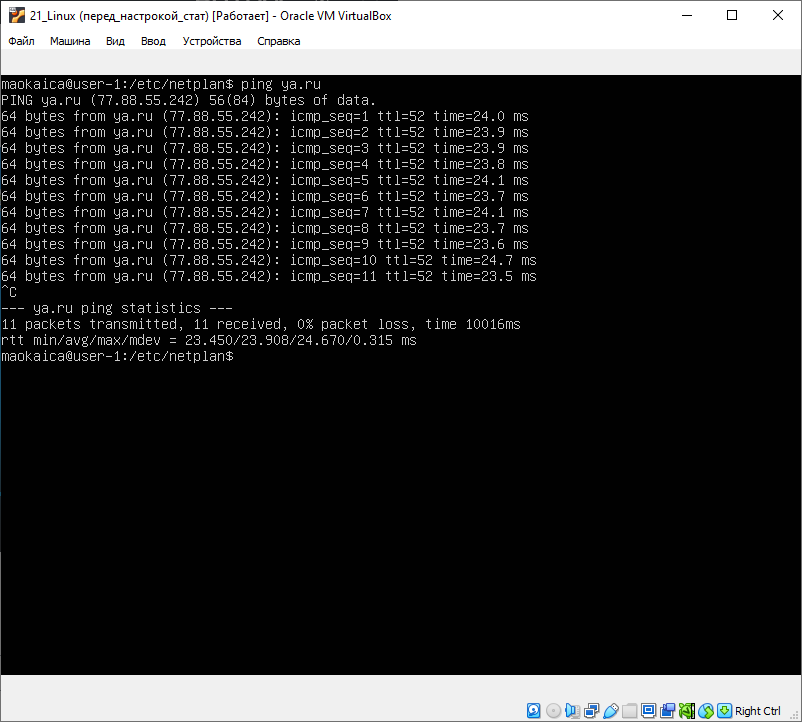 21_Linux (перед_настрокой_стат) [Работает] - Oracle VM VirtualBox
Файл Машина Вид Ввод Устройства Справка
maokaica@user-1:/etc/netplan$ ping ya.ru
PING ya.ru (77.88.55.242) 56(84) bytes of data.
64 bytes from ya.ru (77.88.55.242): icmp_seq=1 ttl=52 time=24.0 ms
64 bytes from ya.ru (77.88.55.242): icmp_seq=2 ttl=52 time=23.9 ms
64 bytes from ya.ru (77.88.55.242): icmp_seq=3 ttl=52 time=23.9 ms
64 bytes from ya.ru (77.88.55.242): icmp_seq=4 ttl=52 time=23.8 ms
64 bytes from ya.ru (77.88.55.242): icmp_seq=5 ttl=52 time=24.1 ms
64 bytes from ya.ru (77.88.55.242): icmp_seq=6 ttl=52 time=23.7 ms
64 bytes from ya.ru (77.88.55.242): icmp_seq=7 ttl=52 time=24.1 ms
64 bytes from ya.ru (77.88.55.242): icmp_seq=8 ttl=52 time=23.7 ms
64 bytes from ya.ru (77.88.55.242): icmp_seq=9 ttl=52 time=23.6 ms
64 bytes from ya.ru (77.88.55.242): icmp_seq=10 ttl=52 time=24.7 ms
64 bytes from ya.ru (77.88.55.242): icmp_seq=11 ttl=52 time=23.5 ms
^C
--- ya.ru ping statistics ---
11 packets transmitted, 11 received, 0% packet loss, time 10016ms
rtt min/avg/max/mdev = 23.450/23.908/24.670/0.315 ms
maokaica@user-1:/etc/netplan$
Right Ctrl